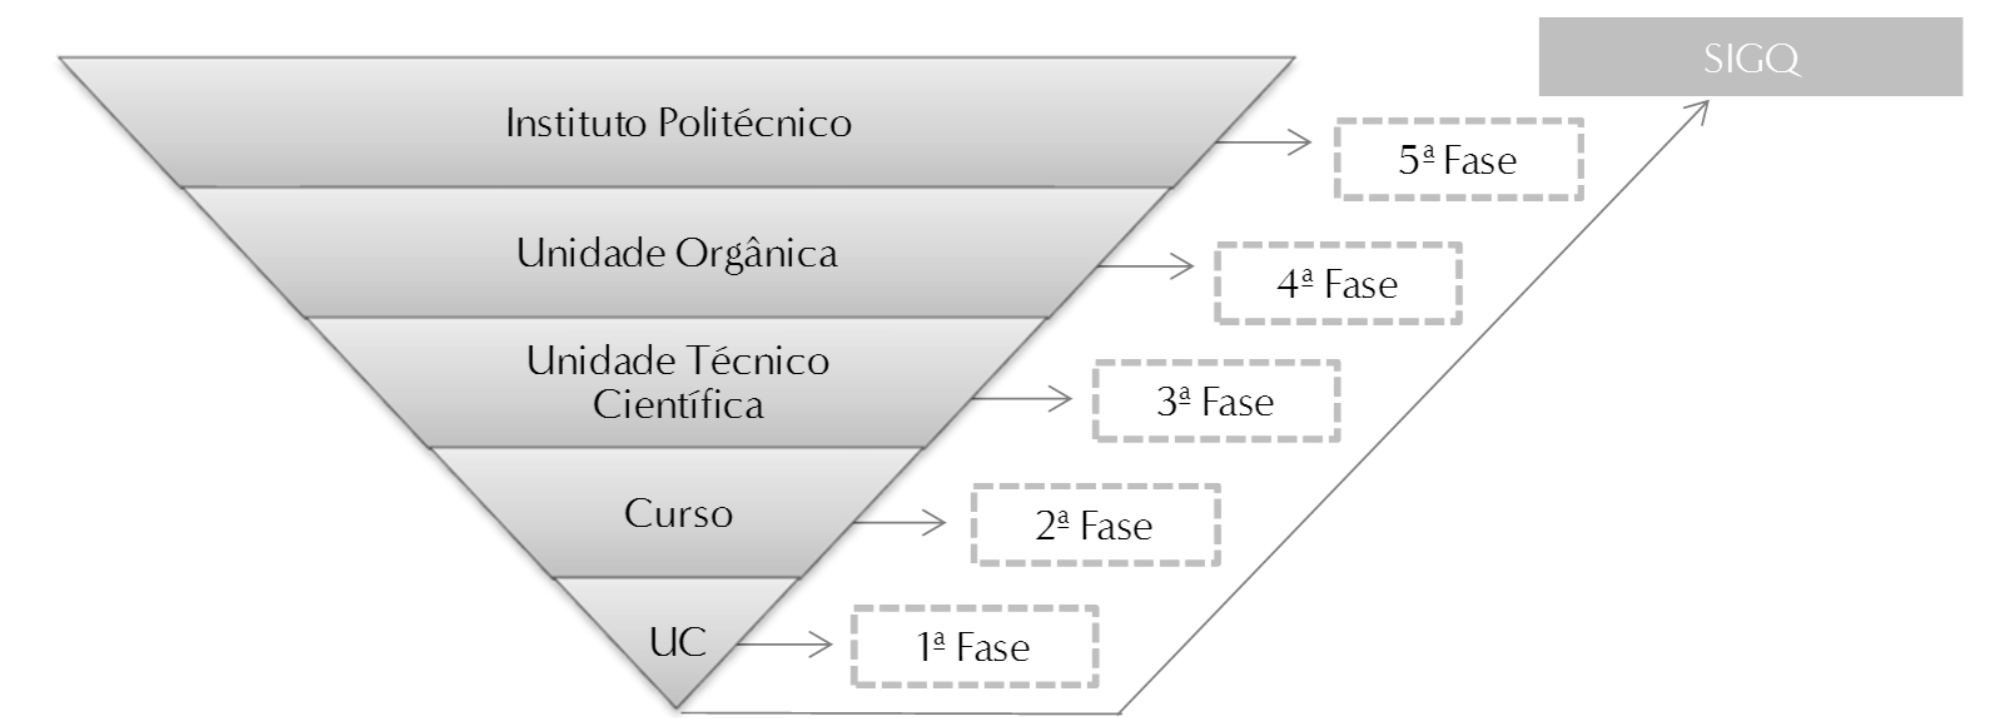 SIGQ
Instituto Politécnico
5ª Fase
Unidade Orgânica
4ª Fase
Unidade Técnico
Científica
3ª Fase
Curso
2ª Fase
UC
1ª Fase